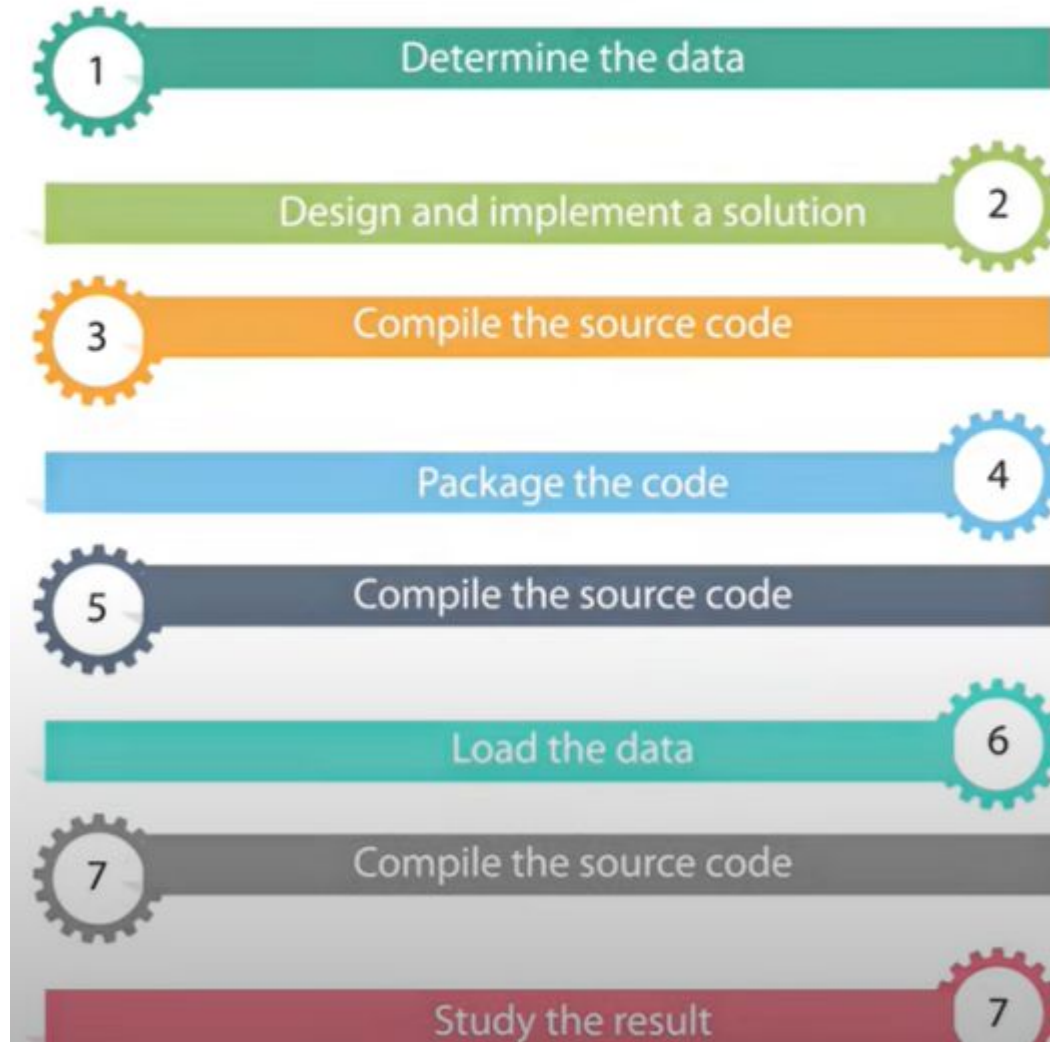 1 Determine the data
Design and implement a solution 2
3 Compile the source code
Package the code 4
5 Compile the source code
Load the data 6
7 Compile the source code
Study the result 7